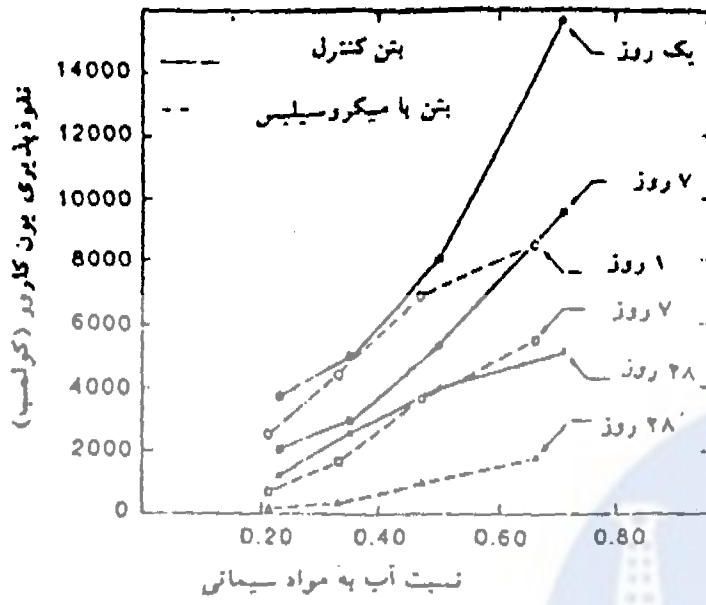 نفوذپذیری یون کلرور (کولمب)
14000
12000
10000
8000
6000
4000
2000
0
بتن کنترل
بتن با میکروسیلیس
یک روز
۷ روز
۱ روز
۷ روز
۲۸ روز
۲۸ روز
0.20 0.40 0.60 0.80
نسبت آب به مواد سیمانی